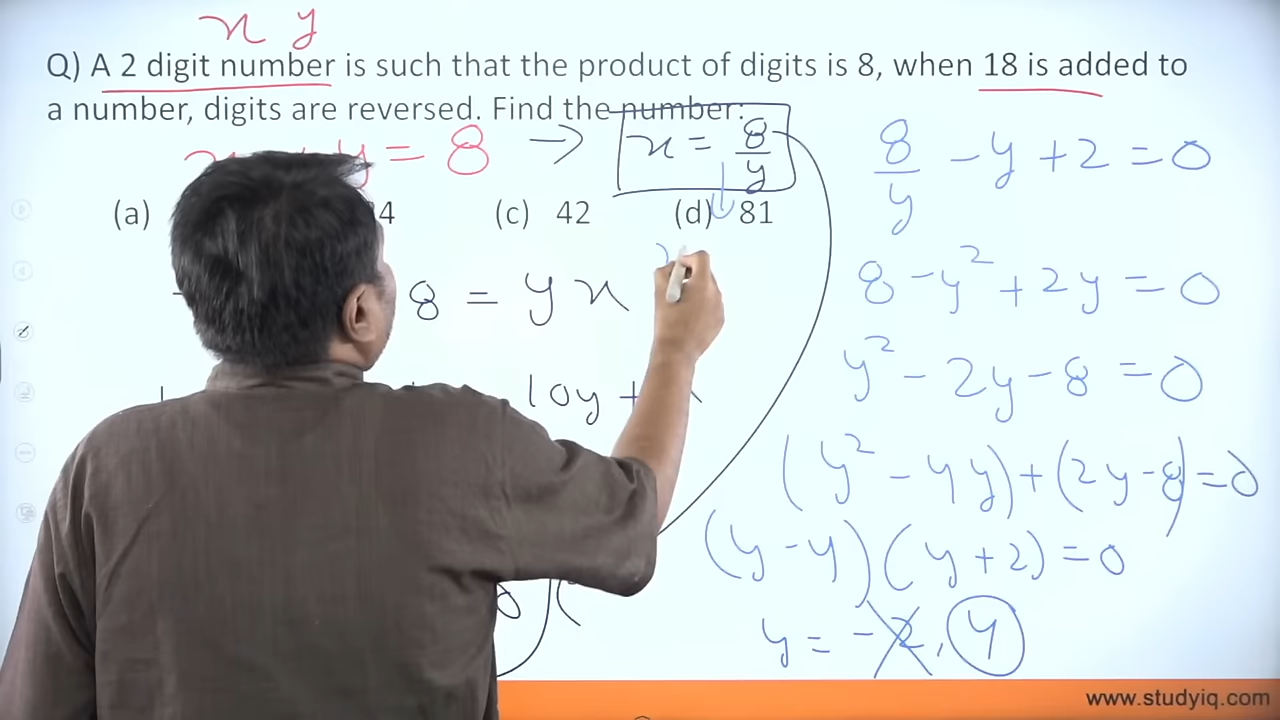 x y
Q) A 2 digit number is such that the product of digits is 8, when 18 is added to
a number, digits are reversed. Find the number:
y = 8 → x = 8/y
8/y - y + 2 = 0
(a) 4 (c) 42 (d) 81
8 = y x
8 - y² + 2y = 0
y² - 2y - 8 = 0
10y +
(y² - 4y) + (2y - 8) = 0
(y - 4) (y + 2) = 0
y = -2, 4
www.studyiq.com